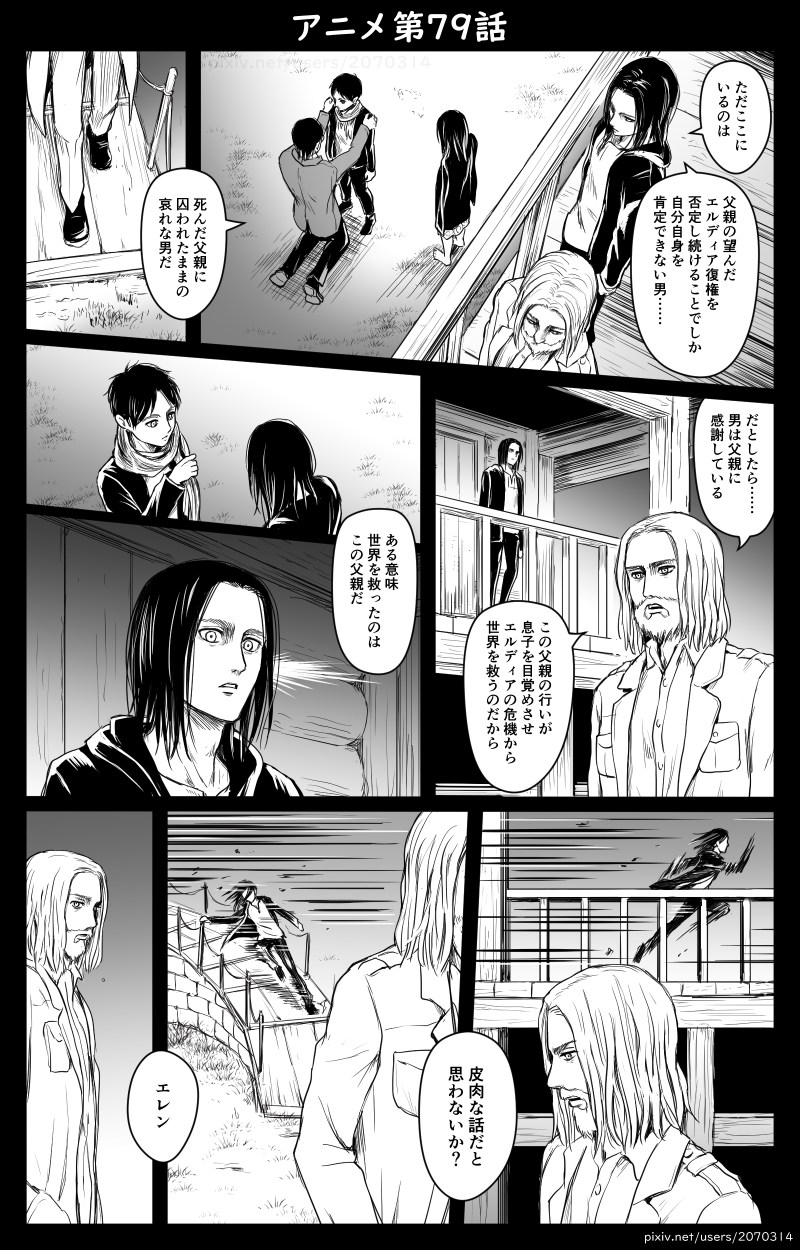 アニメ第79話
pixiv.net/users/2070314
ただここに
いるのは
父親の望んだ
エルディア復権を
否定し続けることでしか
自分自身を
肯定できない男……
死んだ父親に
囚われたままの
哀れな男だ
だとしたら……
男は父親に
感謝している
この父親の行いが
息子を目覚めさせ
エルディアの危機から
世界を救うのだから
ある意味
世界を救ったのは
この父親だ
皮肉な話だと
思わないか？
エレン
pixiv.net/users/2070314